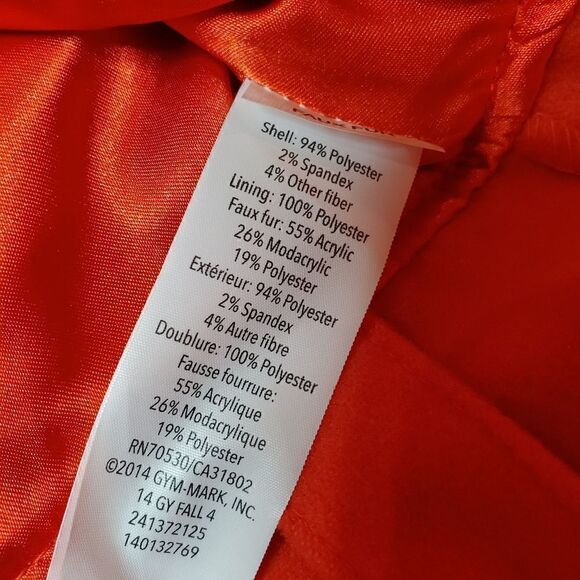 FAUX FUR
Shell: 94% Polyester
2% Spandex
4% Other fiber
Lining: 100% Polyester
Faux fur: 55% Acrylic
26% Modacrylic
19% Polyester
Extérieur: 94% Polyester
2% Spandex
4% Autre fibre
Doublure: 100% Polyester
Fausse fourrure:
55% Acrylique
26% Modacrylique
19% Polyester
RN70530/CA31802
©2014 GYM-MARK, INC.
14 GY FALL 4
241372125
140132769